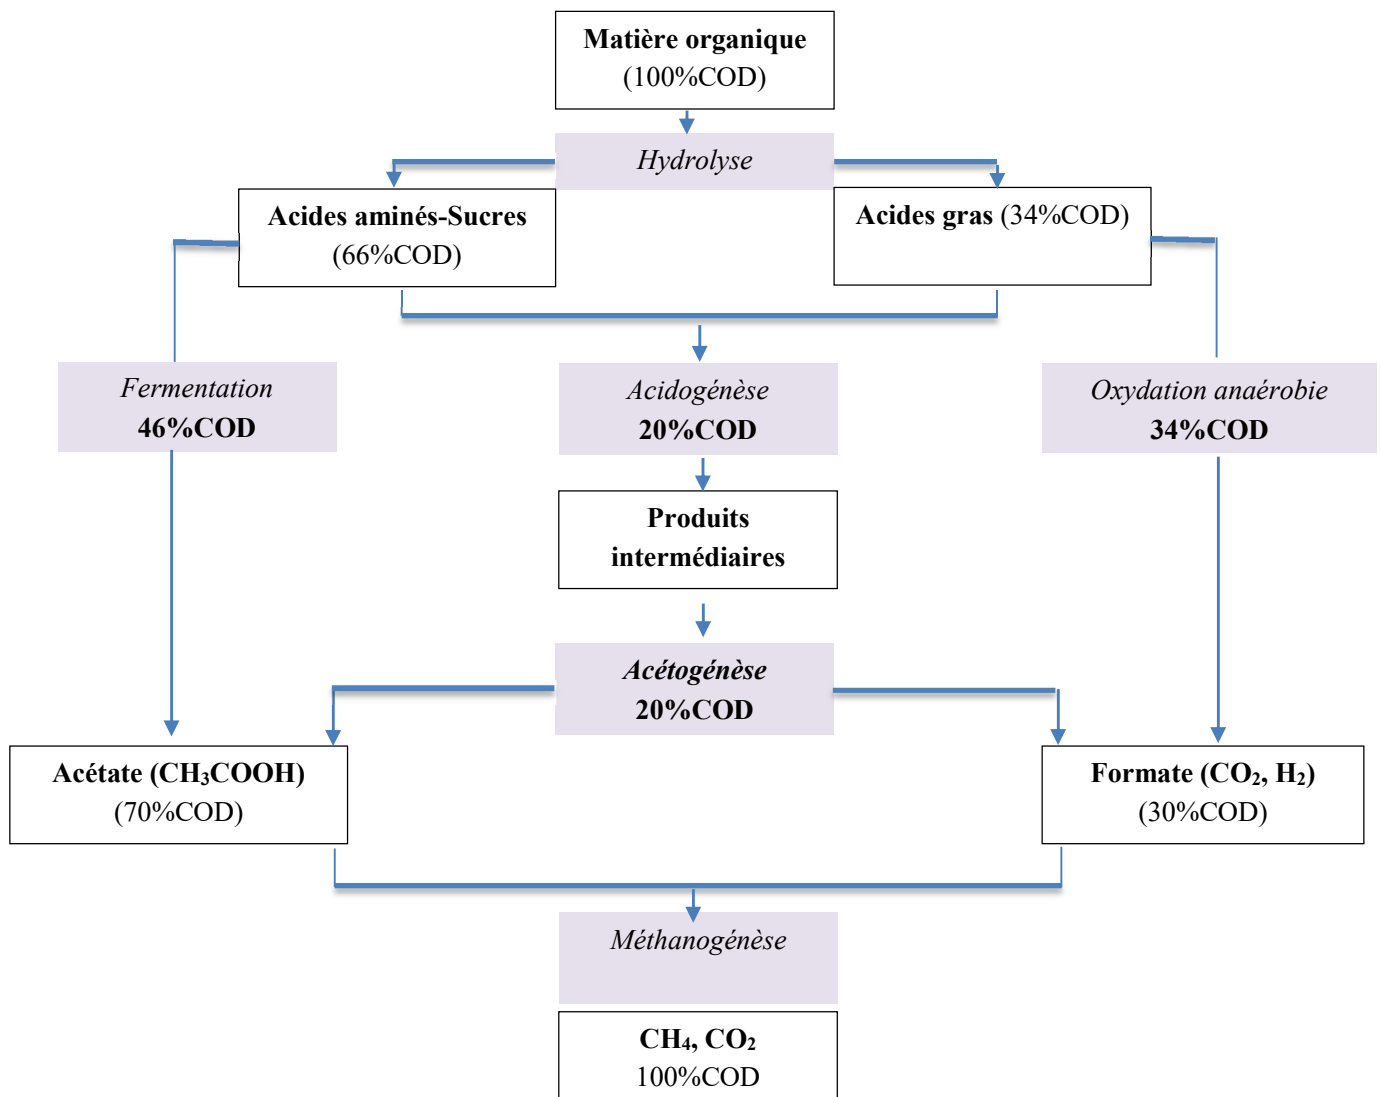 Matière organique
(100%COD)
Hydrolyse
Acides aminés-Sucres
(66%COD)
Acides gras (34%COD)
Fermentation
46%COD
Acidogénèse
20%COD
Oxydation anaérobie
34%COD
Produits
intermédiaires
Acétogénèse
20%COD
Acétate (CH₃COOH)
(70%COD)
Formate (CO₂, H₂)
(30%COD)
Méthanogénèse
CH₄, CO₂
100%COD